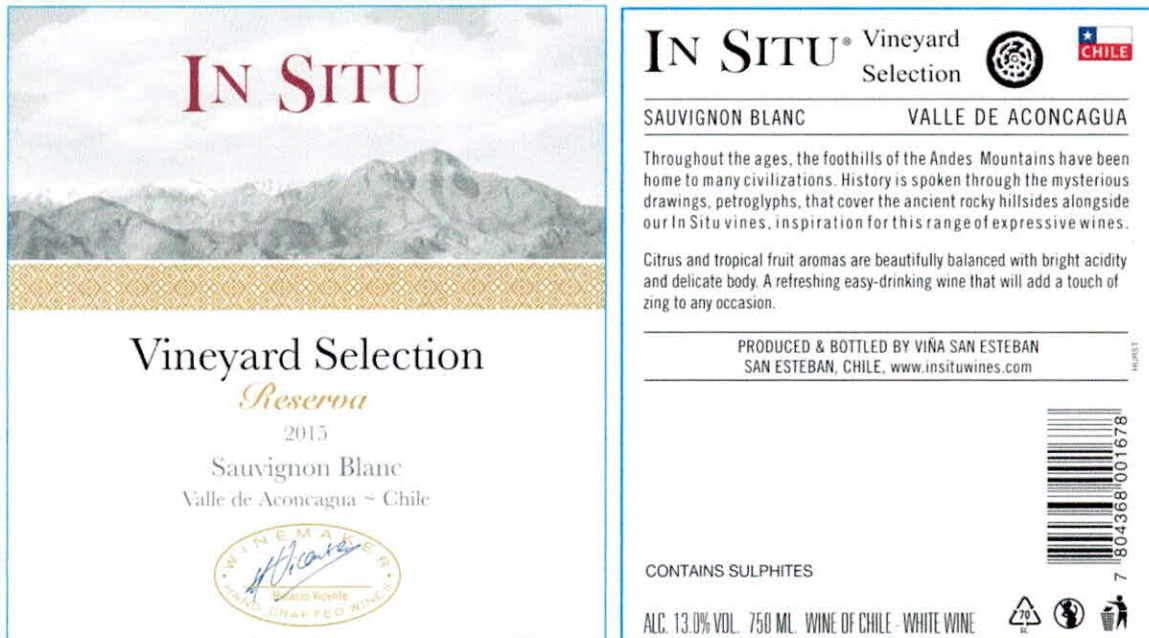 IN SITU
Vineyard Selection
Reserva
2015
Sauvignon Blanc
Valle de Aconcagua ~ Chile
WINEMAKER
H Vicente
Horacio Vicente
HAND CRAFTED WINES
IN SITU® Vineyard
Selection
CHILE
SAUVIGNON BLANC VALLE DE ACONCAGUA
Throughout the ages, the foothills of the Andes Mountains have been
home to many civilizations. History is spoken through the mysterious
drawings, petroglyphs, that cover the ancient rocky hillsides alongside
our In Situ vines, inspiration for this range of expressive wines.
Citrus and tropical fruit aromas are beautifully balanced with bright acidity
and delicate body. A refreshing easy-drinking wine that will add a touch of
zing to any occasion.
PRODUCED & BOTTLED BY VIÑA SAN ESTEBAN
SAN ESTEBAN, CHILE, www.insituwines.com
HURST
7 804368 001678
CONTAINS SULPHITES
ALC. 13.0% VOL. 750 ML. WINE OF CHILE - WHITE WINE
70
GL